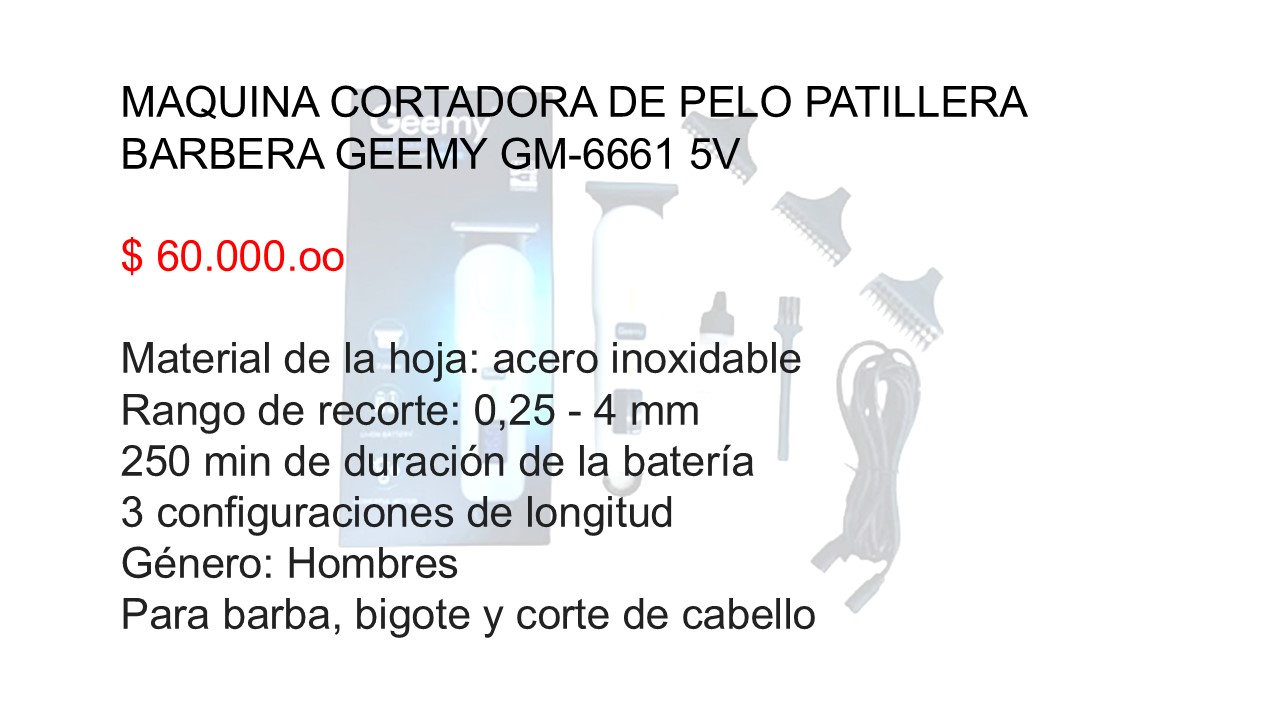 MAQUINA CORTADORA DE PELO PATILLERA
BARBERA GEEMY GM-6661 5V
$ 60.000.oo
Material de la hoja: acero inoxidable
Rango de recorte: 0,25 - 4 mm
250 min de duración de la batería
3 configuraciones de longitud
Género: Hombres
Para barba, bigote y corte de cabello
Geemy
Geemy